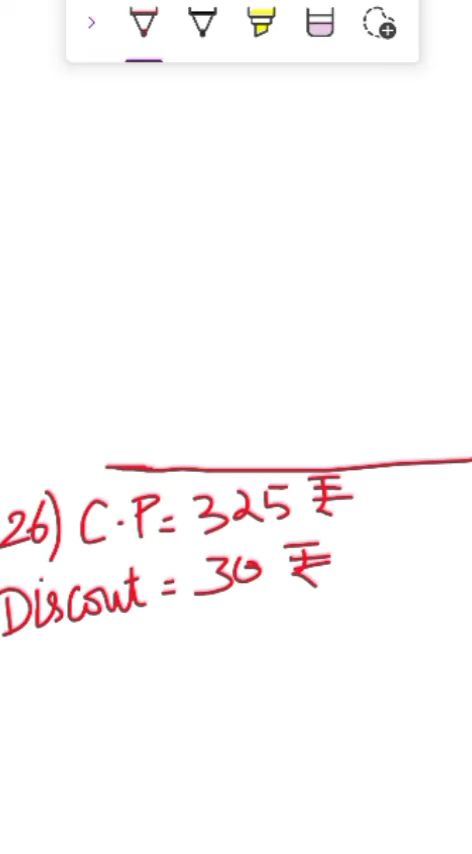 26) C.P = 325 ₹
Discout = 30 ₹